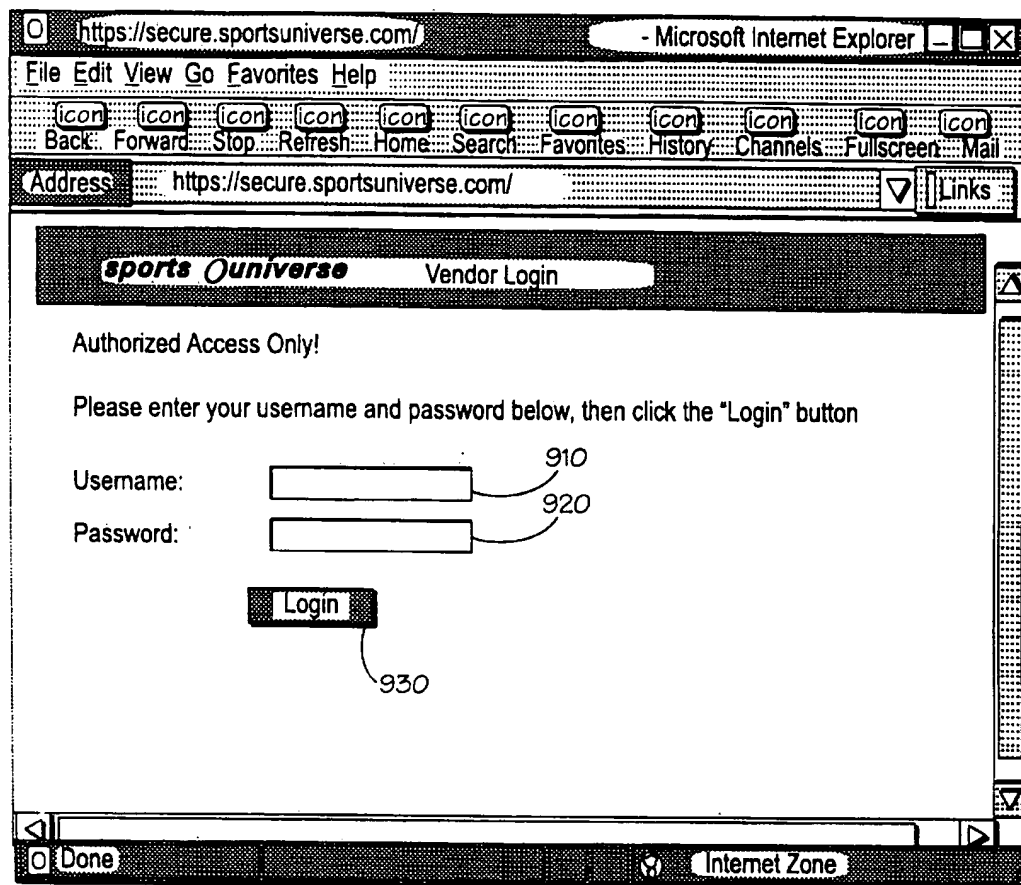 https://secure.sportsuniverse.com/ - Microsoft Internet Explorer
File Edit View Go Favorites Help
icon icon icon icon icon icon icon icon icon icon icon
Back Forward Stop Refresh Home Search Favorites History Channels Fullscreen Mail
Address https://secure.sportsuniverse.com/ Links
sports universe Vendor Login
Authorized Access Only!
Please enter your username and password below, then click the "Login" button
910
Username:
920
Password:
Login
930
Done Internet Zone